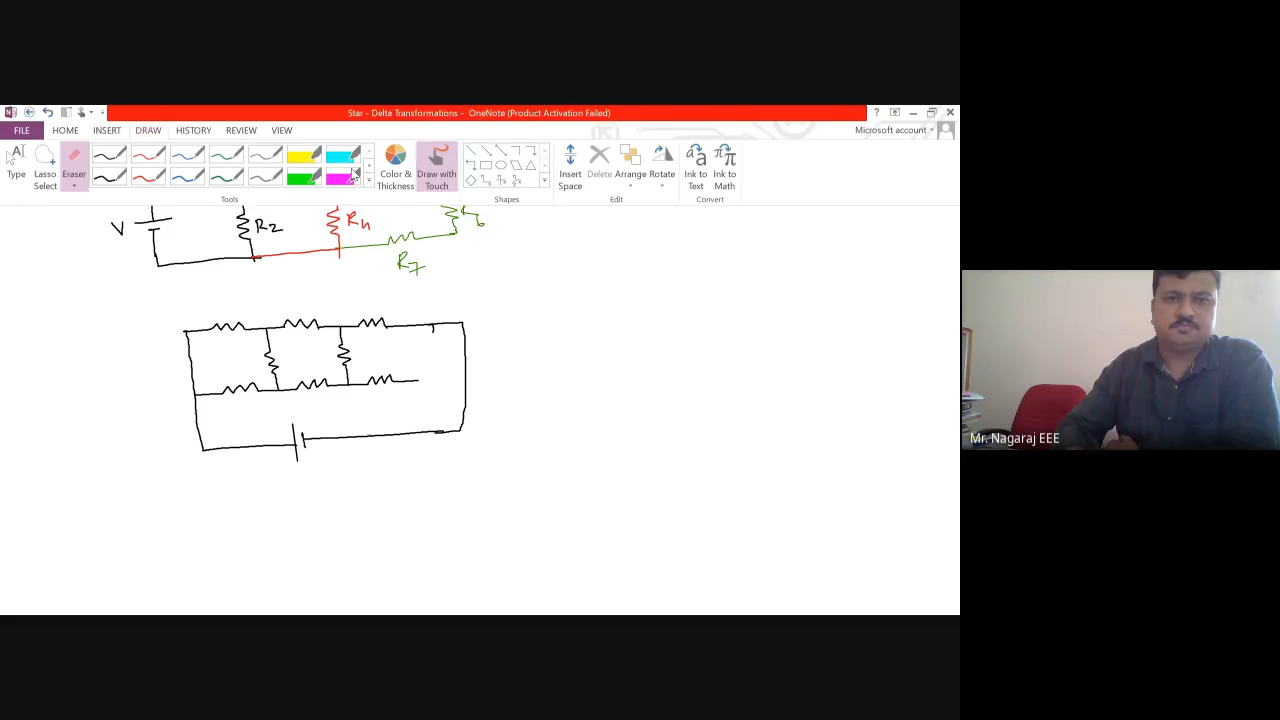 Star - Delta Transformations - OneNote (Product Activation Failed)
?
FILE HOME INSERT DRAW HISTORY REVIEW VIEW
Microsoft account
Type
Lasso Select
Eraser
Color & Thickness
Draw with Touch
Insert Space
Delete
Arrange
Rotate
Ink to Text
Ink to Math
Tools
Shapes
Edit
Convert
V
R2
R4
R6
R7
Mr. Nagaraj EEE